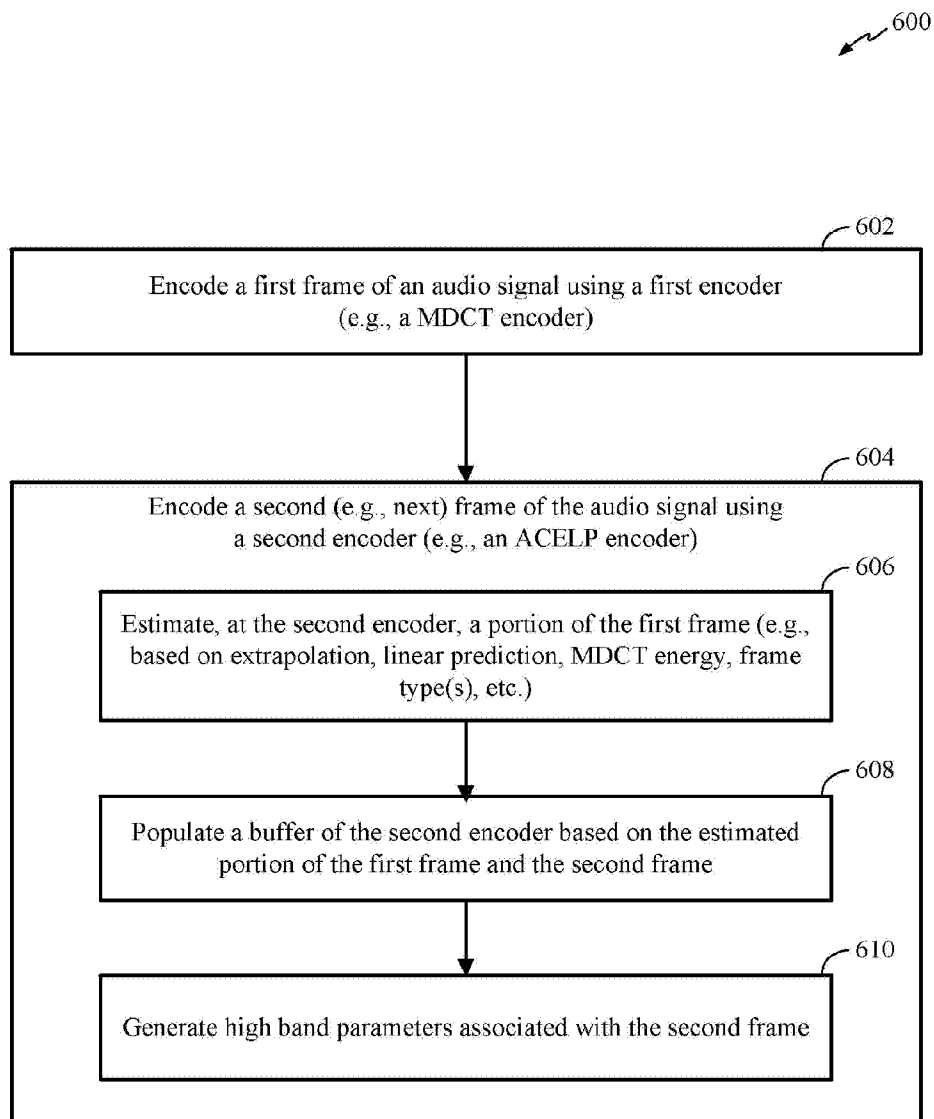 600
602
Encode a first frame of an audio signal using a first encoder
(e.g., a MDCT encoder)
604
Encode a second (e.g., next) frame of the audio signal using
a second encoder (e.g., an ACELP encoder)
606
Estimate, at the second encoder, a portion of the first frame (e.g.,
based on extrapolation, linear prediction, MDCT energy, frame
type(s), etc.)
608
Populate a buffer of the second encoder based on the estimated
portion of the first frame and the second frame
610
Generate high band parameters associated with the second frame